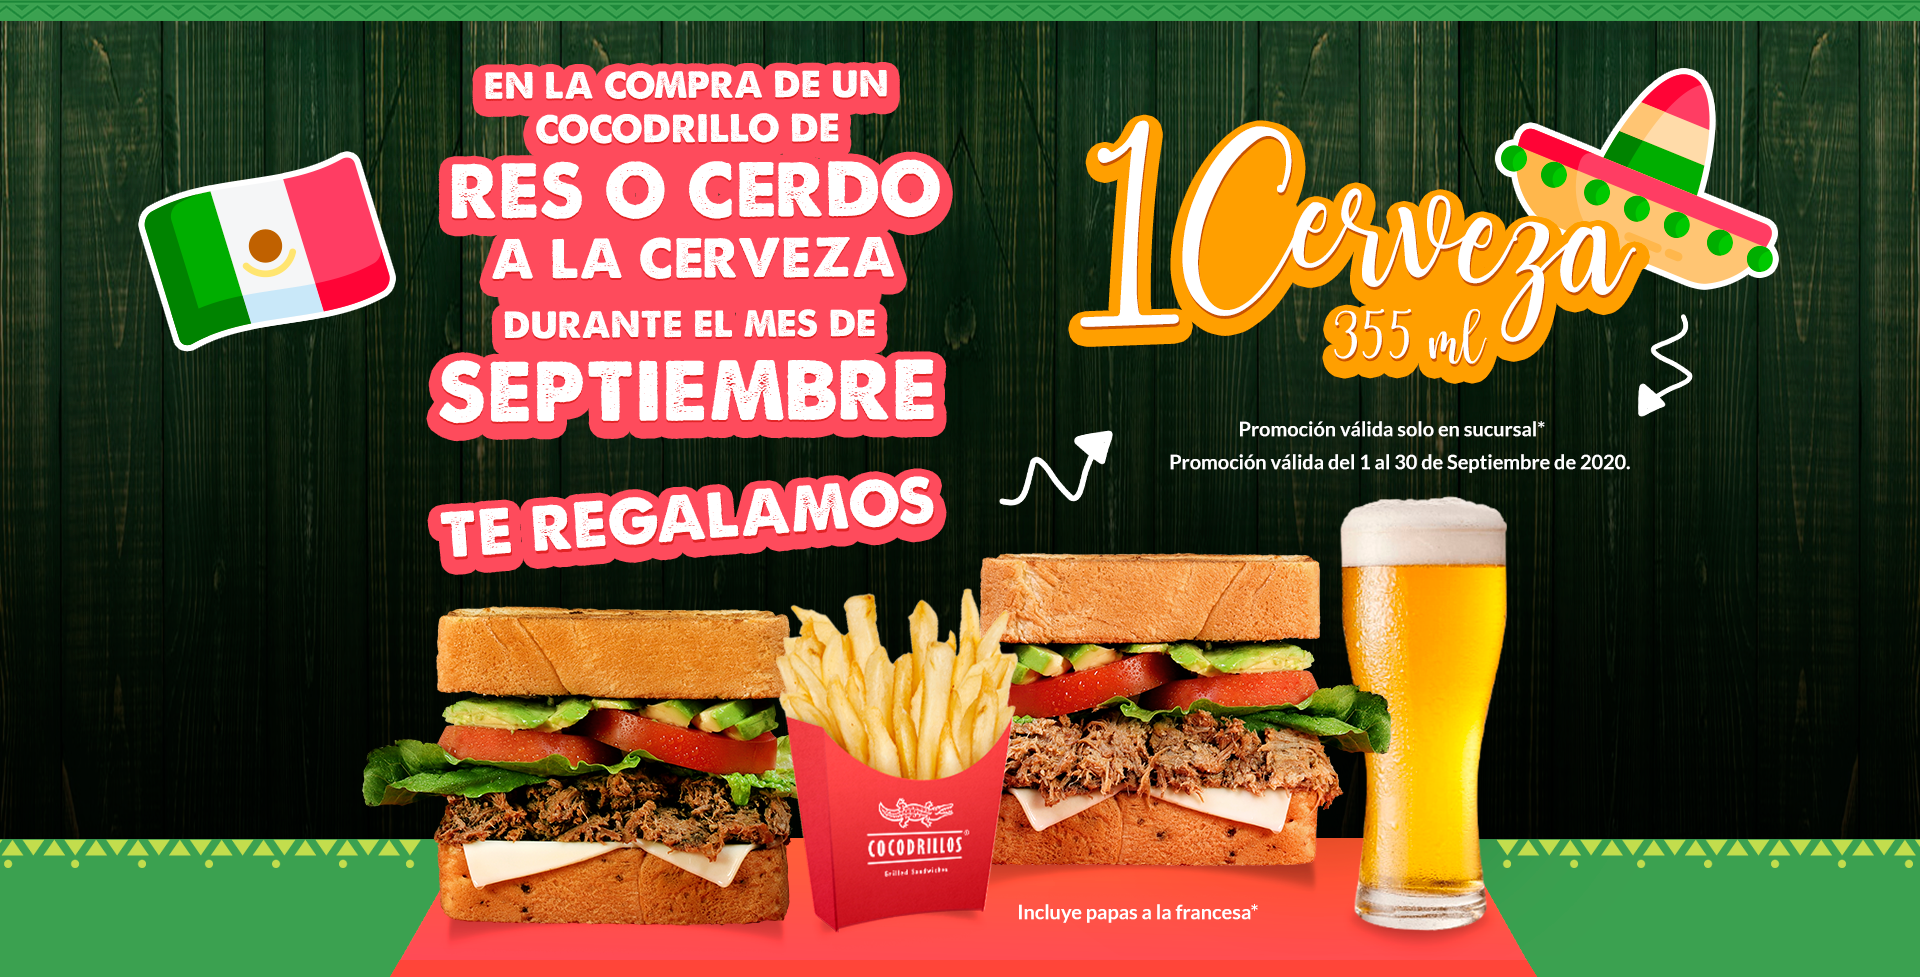 EN LA COMPRA DE UN
COCODRILLO DE
RES O CERDO
A LA CERVEZA
DURANTE EL MES DE
SEPTIEMBRE
TE REGALAMOS
1 Cerveza
355 ml
Promoción válida solo en sucursal*
Promoción válida del 1 al 30 de Septiembre de 2020.
COCODRILLOS®
Grilled Sandwiches
Incluye papas a la francesa*